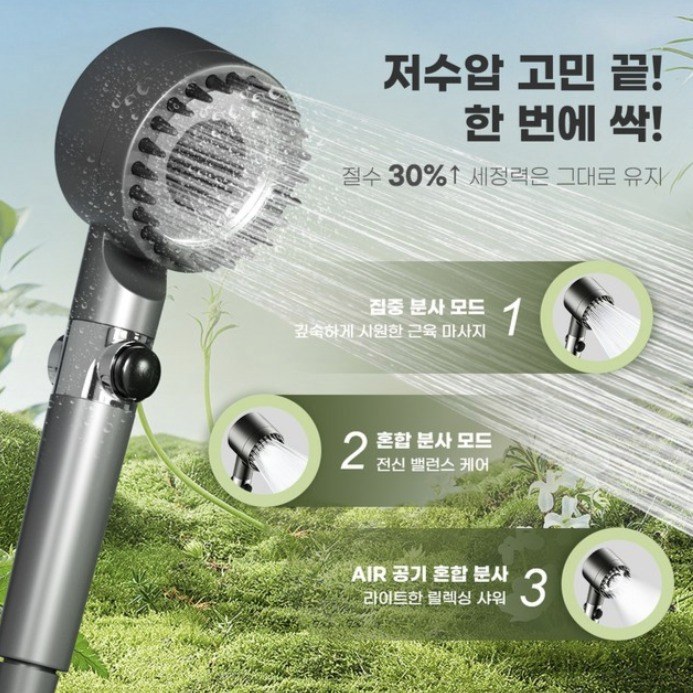 저수압 고민 끝!
한 번에 싹!
절수 30%↑ 세정력은 그대로 유지
집중 분사 모드
깊숙하게 시원한 근육 마사지
1
2
혼합 분사 모드
전신 밸런스 케어
AIR 공기 혼합 분사
라이트한 릴렉싱 샤워
3